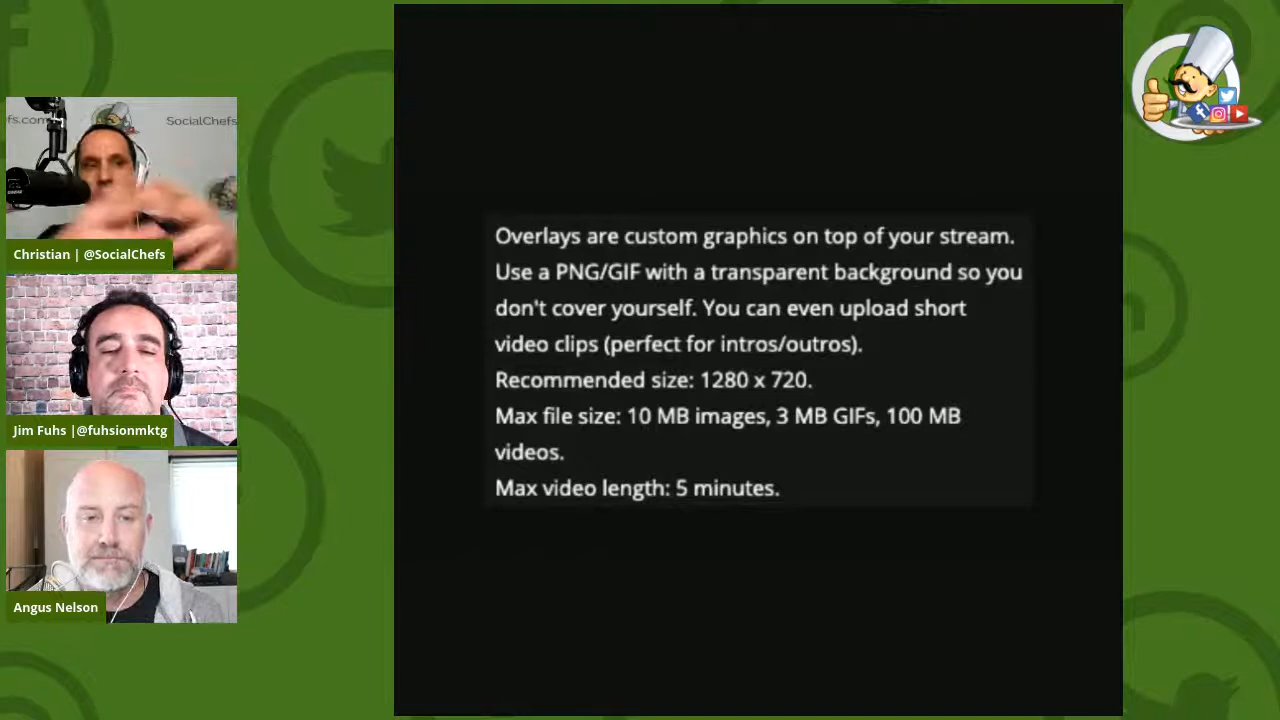 fs.com
SocialChefs
Christian | @SocialChefs
Jim Fuhs |@fuhsionmktg
Angus Nelson
Overlays are custom graphics on top of your stream.
Use a PNG/GIF with a transparent background so you
don't cover yourself. You can even upload short
video clips (perfect for intros/outros).
Recommended size: 1280 x 720.
Max file size: 10 MB images, 3 MB GIFs, 100 MB
videos.
Max video length: 5 minutes.